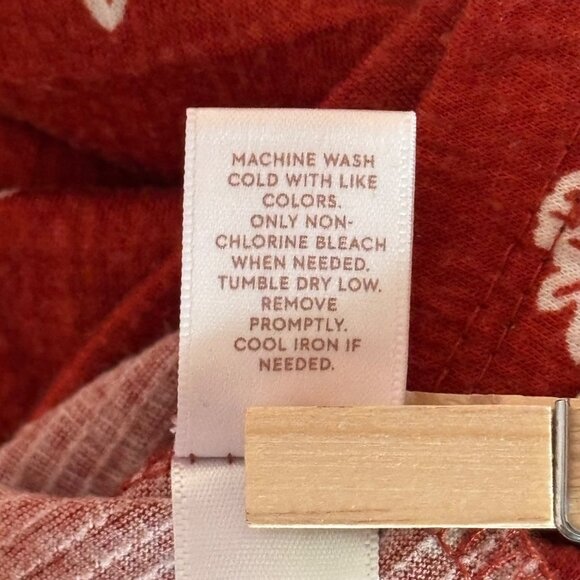 MACHINE WASH
COLD WITH LIKE
COLORS.
ONLY NON-
CHLORINE BLEACH
WHEN NEEDED.
TUMBLE DRY LOW.
REMOVE
PROMPTLY.
COOL IRON IF
NEEDED.